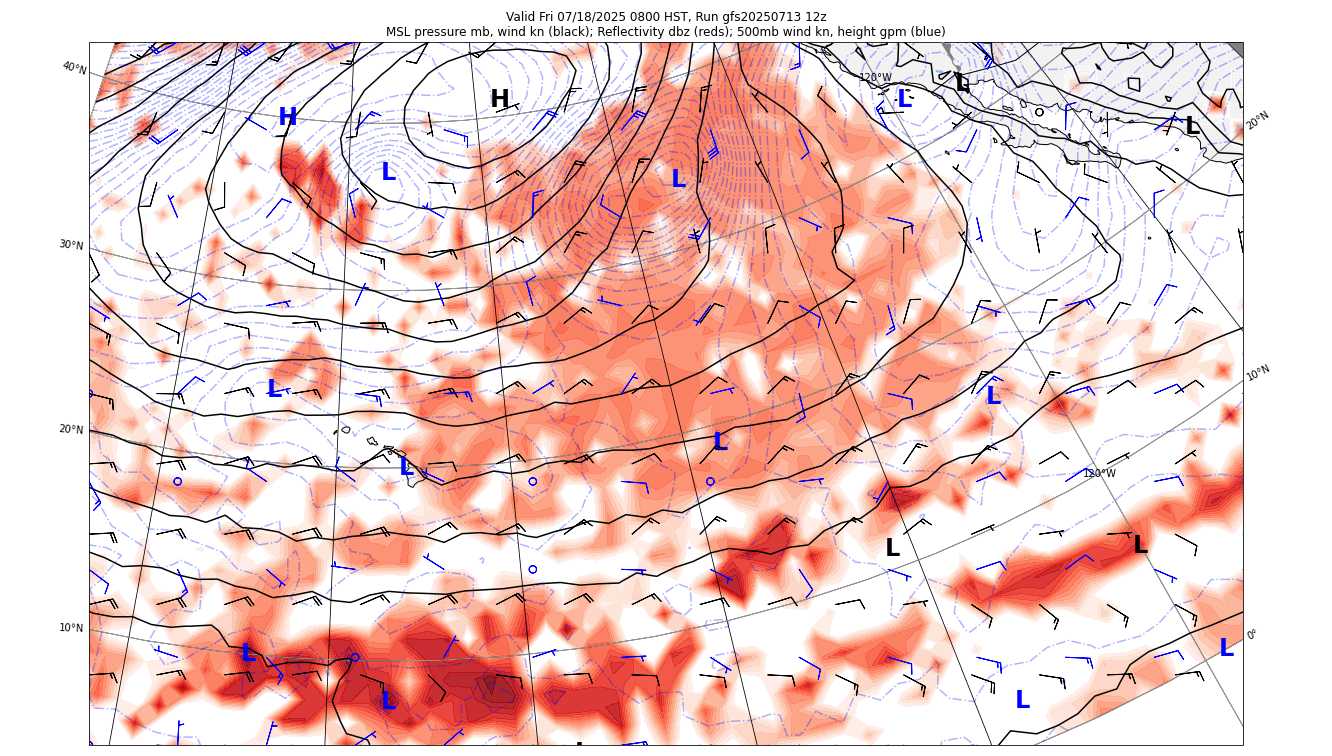 Valid Fri 07/18/2025 0800 HST, Run gfs20250713 12z
MSL pressure mb, wind kn (black); Reflectivity dbz (reds); 500mb wind kn, height gpm (blue)
40°N
120°W
20°N
H
H
L
L
L
L
L
30°N
10°N
L
L
20°N
L
L
120°W
L
L
10°N
0°
L
L
L
L